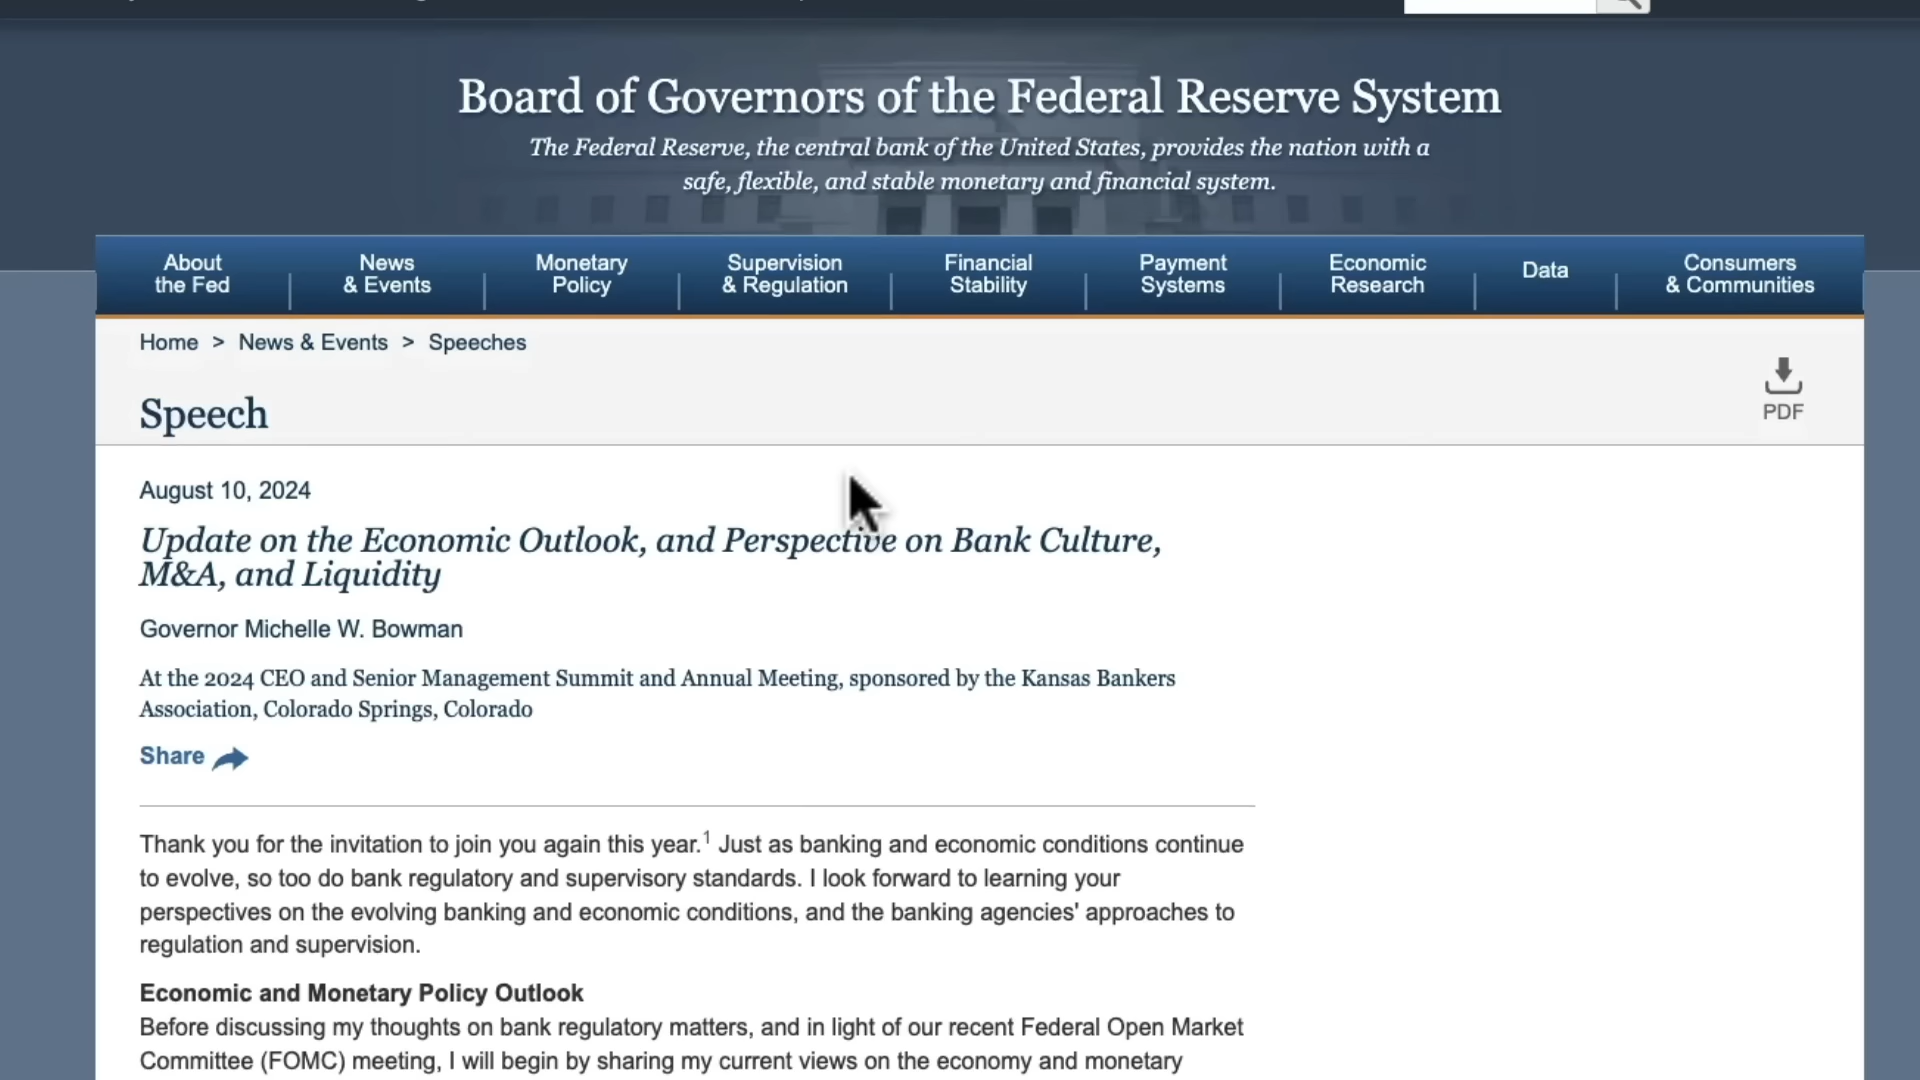 Board of Governors of the Federal Reserve System
The Federal Reserve, the central bank of the United States, provides the nation with a
safe, flexible, and stable monetary and financial system.
About the Fed
News & Events
Monetary Policy
Supervision & Regulation
Financial Stability
Payment Systems
Economic Research
Data
Consumers & Communities
Home > News & Events > Speeches
PDF
Speech
August 10, 2024
Update on the Economic Outlook, and Perspective on Bank Culture,
M&A, and Liquidity
Governor Michelle W. Bowman
At the 2024 CEO and Senior Management Summit and Annual Meeting, sponsored by the Kansas Bankers
Association, Colorado Springs, Colorado
Share
Thank you for the invitation to join you again this year.1 Just as banking and economic conditions continue
to evolve, so too do bank regulatory and supervisory standards. I look forward to learning your
perspectives on the evolving banking and economic conditions, and the banking agencies' approaches to
regulation and supervision.
Economic and Monetary Policy Outlook
Before discussing my thoughts on bank regulatory matters, and in light of our recent Federal Open Market
Committee (FOMC) meeting, I will begin by sharing my current views on the economy and monetary